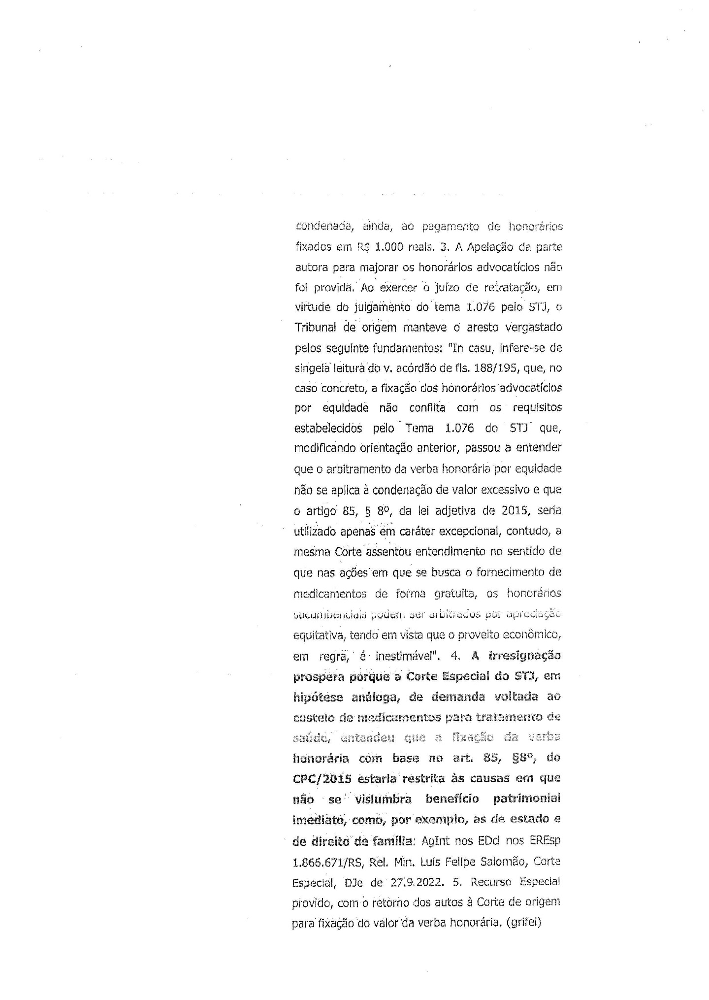 condenada, ainda, ao pagamento de honorários
fixados em R$ 1.000 reais. 3. A Apelação da parte
autora para majorar os honorários advocatícios não
foi provida. Ao exercer o juízo de retratação, em
virtude do julgamento do tema 1.076 pelo STJ, o
Tribunal de origem manteve o aresto vergastado
pelos seguinte fundamentos: "In casu, infere-se de
singela leitura do v. acórdão de fls. 188/195, que, no
caso concreto, a fixação dos honorários advocatícios
por equidade não conflita com os requisitos
estabelecidos pelo Tema 1.076 do STJ que,
modificando orientação anterior, passou a entender
que o arbitramento da verba honorária por equidade
não se aplica à condenação de valor excessivo e que
o artigo 85, § 8º, da lei adjetiva de 2015, seria
utilizado apenas em caráter excepcional, contudo, a
mesma Corte assentou entendimento no sentido de
que nas ações em que se busca o fornecimento de
medicamentos de forma gratuita, os honorários
sucumbenciais podem ser arbitrados por apreciação
equitativa, tendo em vista que o proveito econômico,
em regra, é inestimável". 4. A irresignação
prospera porque a Corte Especial do STJ, em
hipótese análoga, de demanda voltada ao
custeio de medicamentos para tratamento de
saúde, entendeu que a fixação da verba
honorária com base no art. 85, §8º, do
CPC/2015 estaria restrita às causas em que
não se vislumbra benefício patrimonial
imediato, como, por exemplo, as de estado e
de direito de família: AgInt nos EDcl nos EREsp
1.866.671/RS, Rel. Min. Luis Felipe Salomão, Corte
Especial, DJe de 27.9.2022. 5. Recurso Especial
provido, com o retorno dos autos à Corte de origem
para fixação do valor da verba honorária. (grifei)